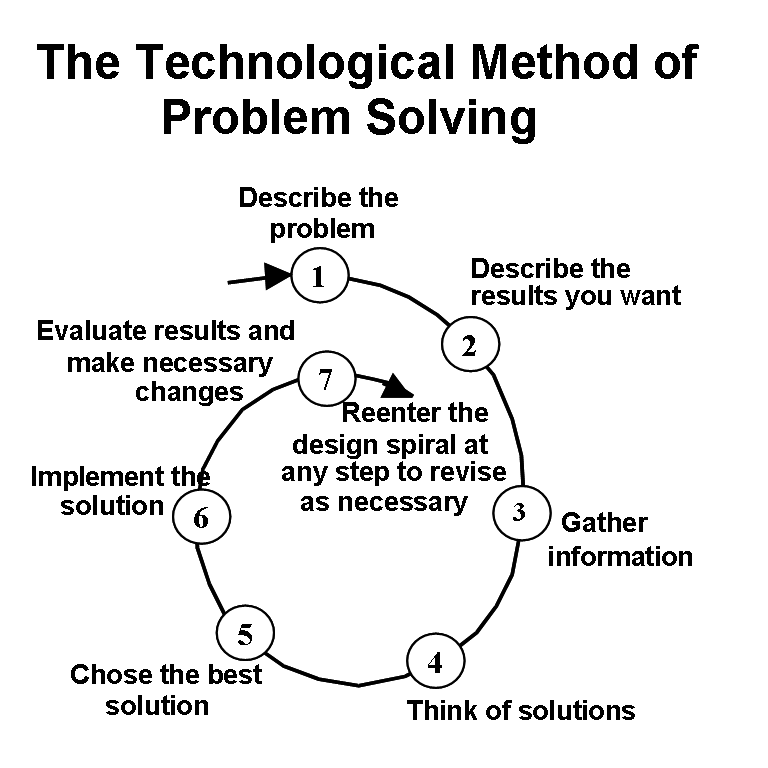 The Technological Method of
Problem Solving
Describe the
problem
1
Describe the
results you want
2
Evaluate results and
make necessary
changes
7
Reenter the
design spiral at
any step to revise
as necessary
Implement the
solution
6
3
Gather
information
5
Chose the best
solution
4
Think of solutions